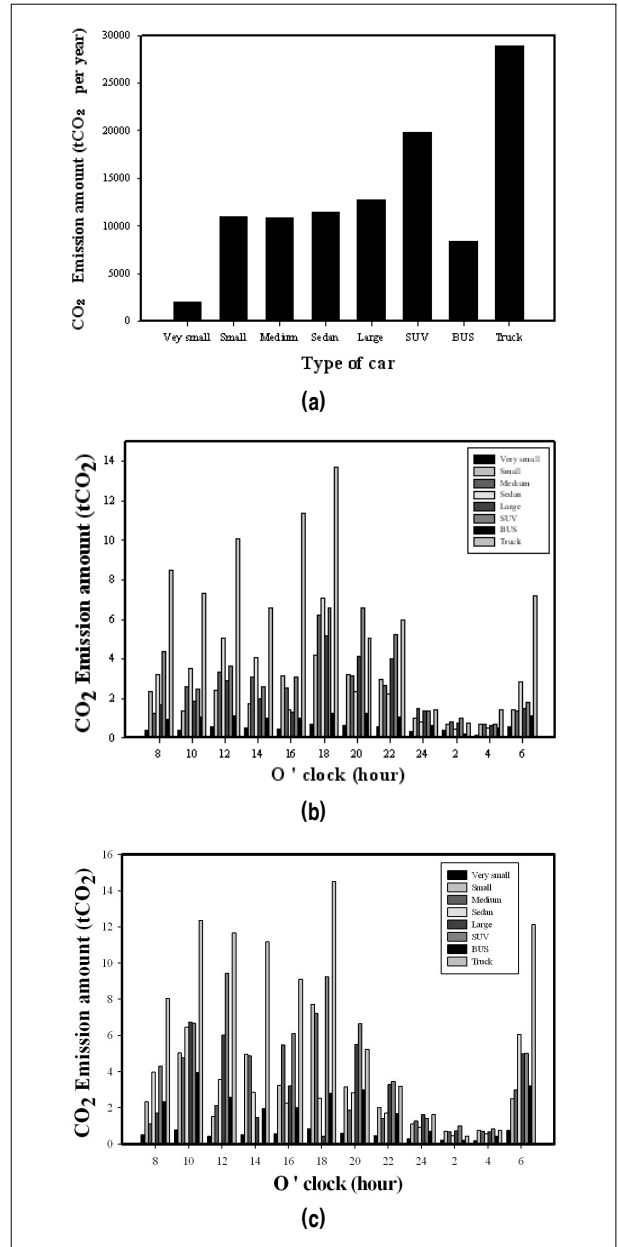 CO₂ Emission amount (tCO₂ per year)
30000
25000
20000
15000
10000
5000
0
Vey small Small Medium Sedan Large SUV BUS Truck
Type of car
(a)
CO₂ Emission amount (tCO₂)
14
12
10
8
6
4
2
0
Very small
Small
Medium
Sedan
Large
SUV
BUS
Truck
8 10 12 14 16 18 20 22 24 2 4 6
O ' clock (hour)
(b)
CO₂ Emission amount (tCO₂)
16
14
12
10
8
6
4
2
0
Very small
Small
Medium
Sedan
Large
SUV
BUS
Truck
8 10 12 14 16 18 20 22 24 2 4 6
O ' clock (hour)
(c)